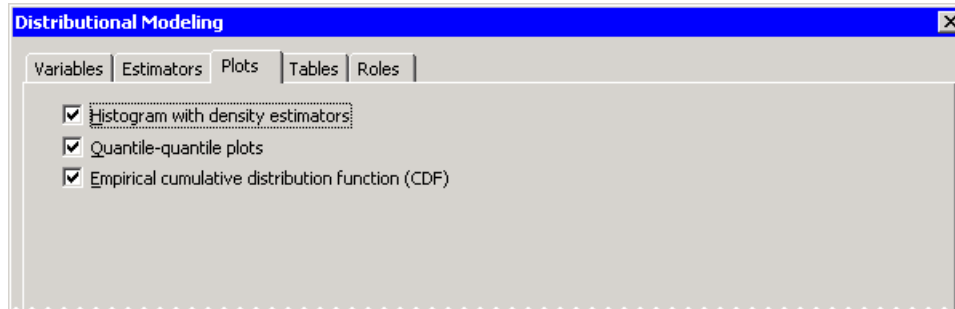 Distributional Modeling
Variables Estimators Plots Tables Roles
Histogram with density estimators
Quantile-quantile plots
Empirical cumulative distribution function (CDF)